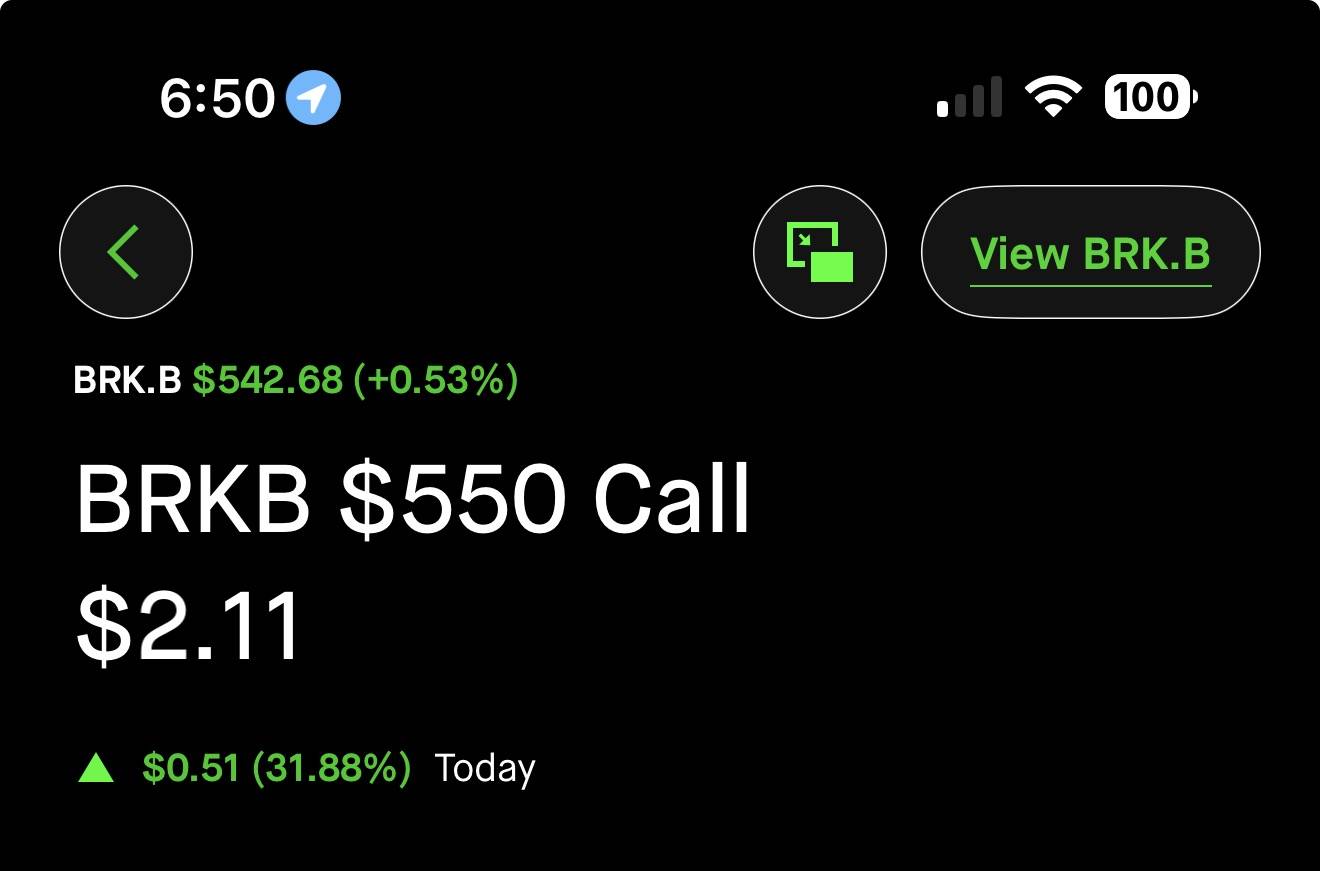 6:50
100
View BRK.B
BRK.B $542.68 (+0.53%)
BRKB $550 Call
$2.11
$0.51 (31.88%) Today